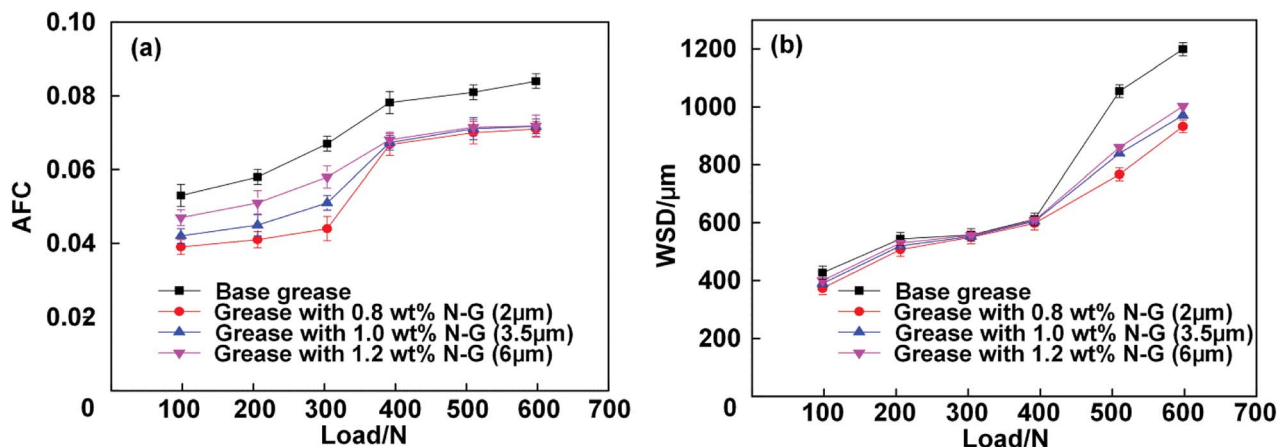 (a)
AFC
0.10
0.08
0.06
0.04
0.02
0
Base grease
Grease with 0.8 wt% N-G (2μm)
Grease with 1.0 wt% N-G (3.5μm)
Grease with 1.2 wt% N-G (6μm)
100 200 300 400 500 600 700
Load/N
(b)
WSD/μm
1200
1000
800
600
400
200
0
Base grease
Grease with 0.8 wt% N-G (2μm)
Grease with 1.0 wt% N-G (3.5μm)
Grease with 1.2 wt% N-G (6μm)
100 200 300 400 500 600 700
Load/N